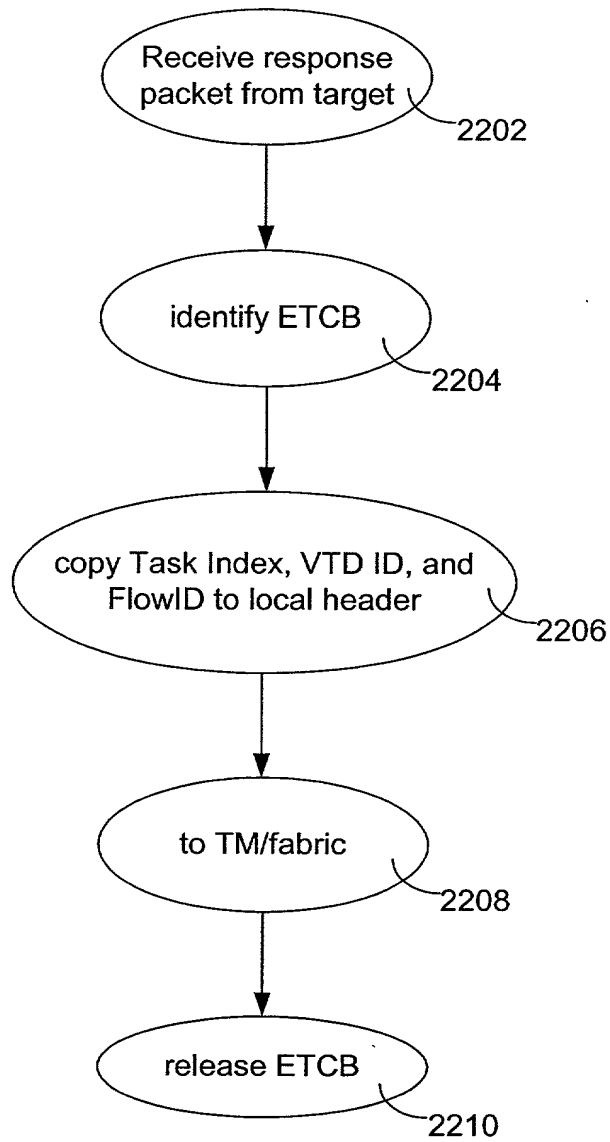 Receive response
packet from target
2202
identify ETCB
2204
copy Task Index, VTD ID, and
FlowID to local header
2206
to TM/fabric
2208
release ETCB
2210